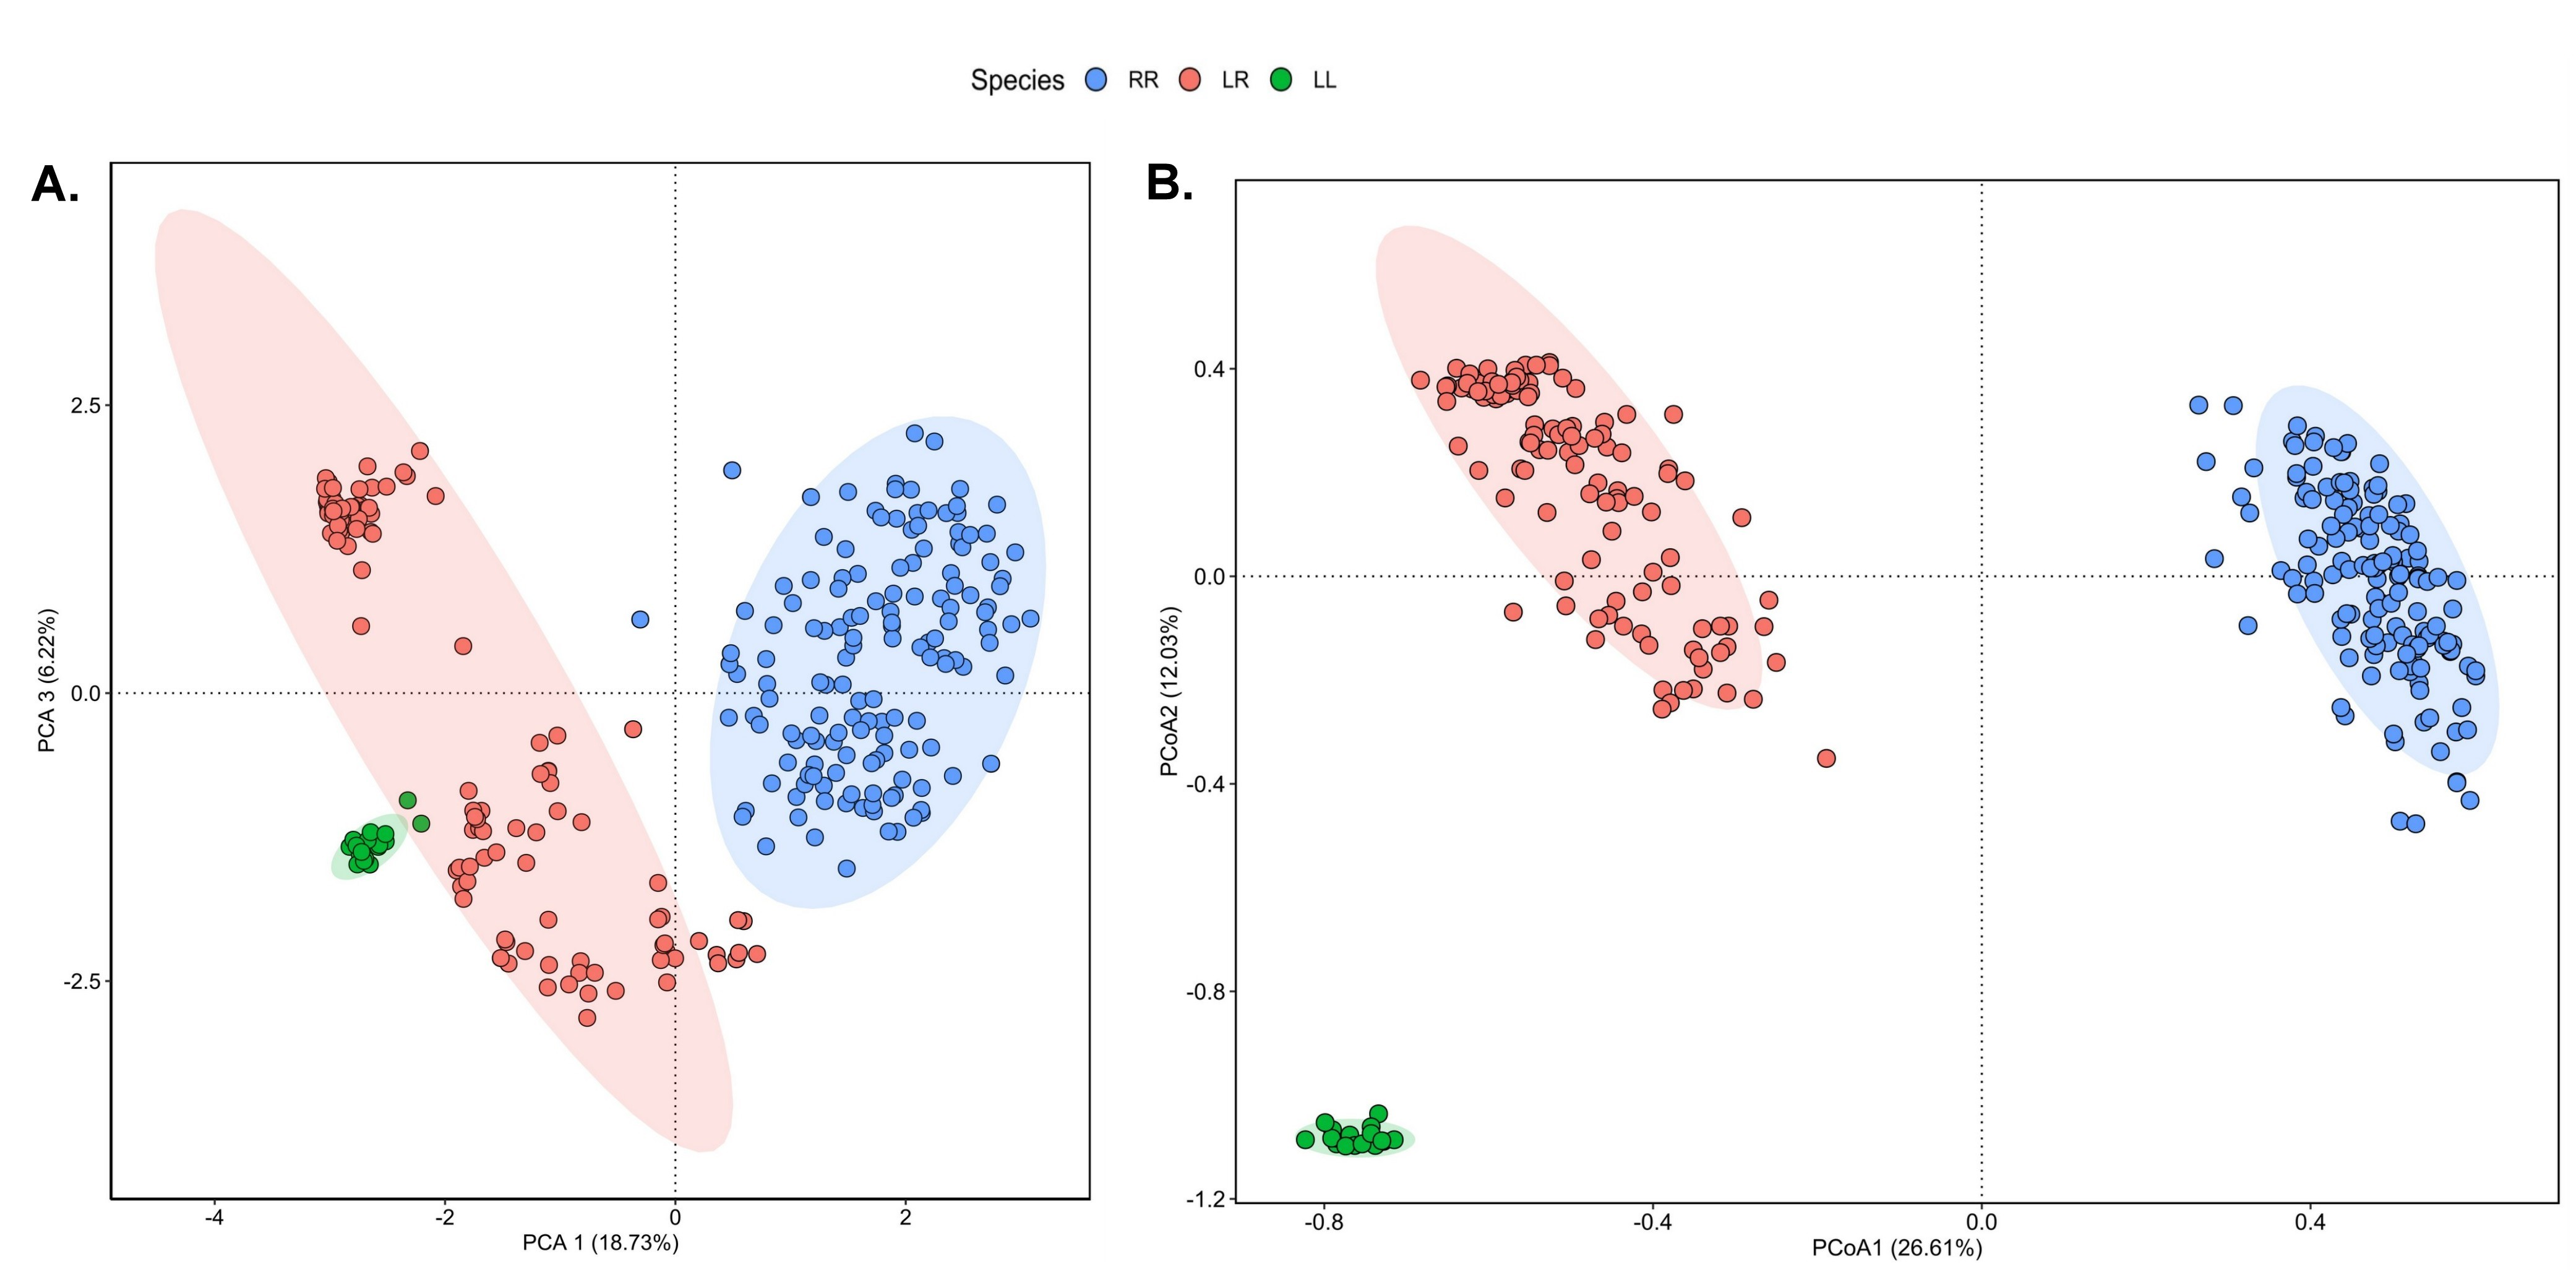 Species RR LR LL
A.
PCA 3 (6.22%)
2.5
0.0
-2.5
-4 -2 0 2
PCA 1 (18.73%)
B.
PCoA2 (12.03%)
0.4
0.0
-0.4
-0.8
-1.2
-0.8 -0.4 0.0 0.4
PCoA1 (26.61%)